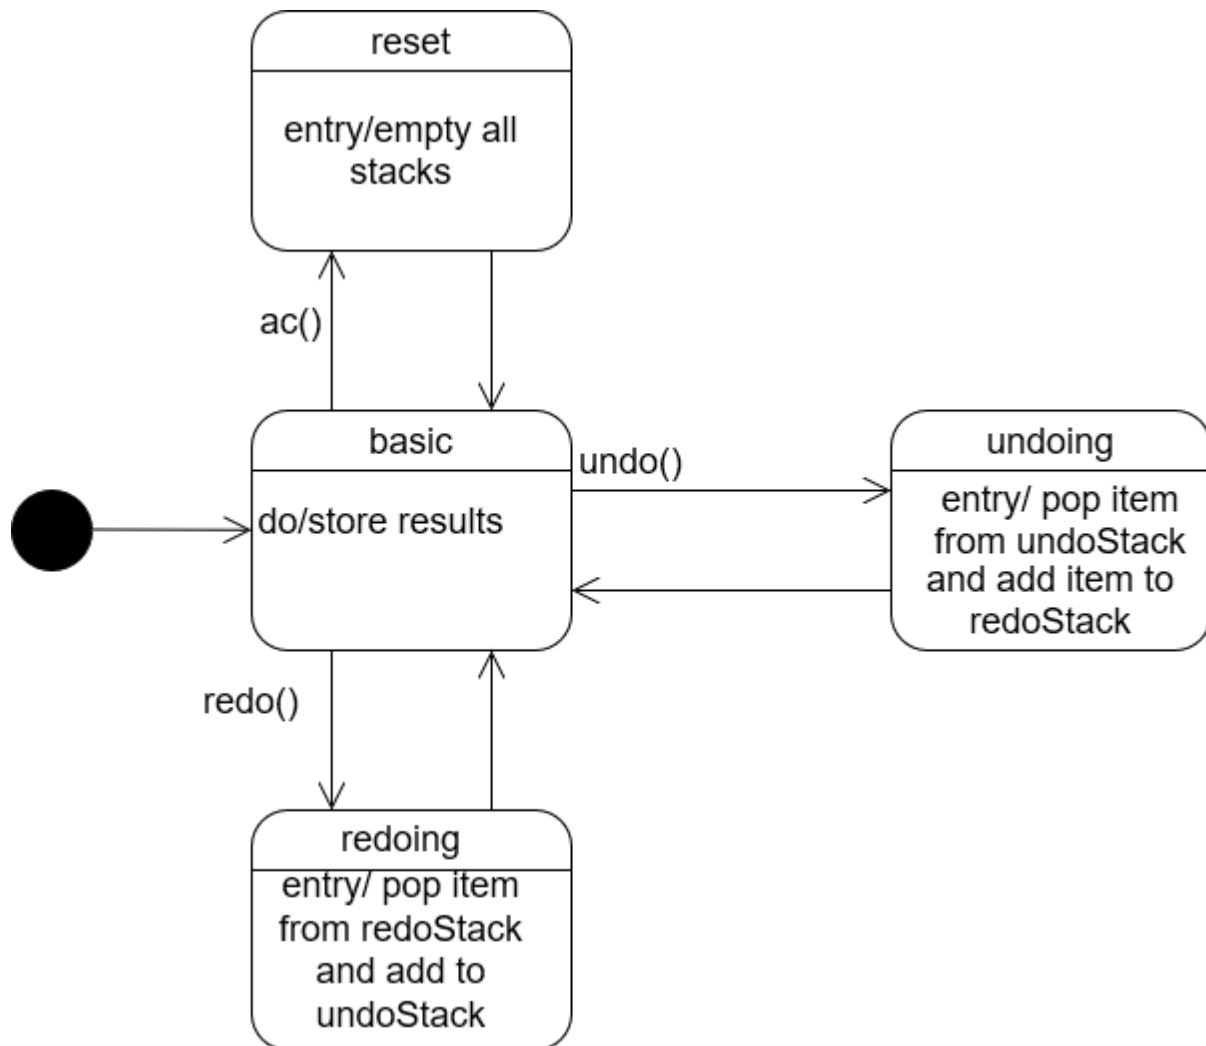 reset
entry/empty all
stacks
ac()
basic
do/store results
undo()
undoing
entry/ pop item
from undoStack
and add item to
redoStack
redo()
redoing
entry/ pop item
from redoStack
and add to
undoStack